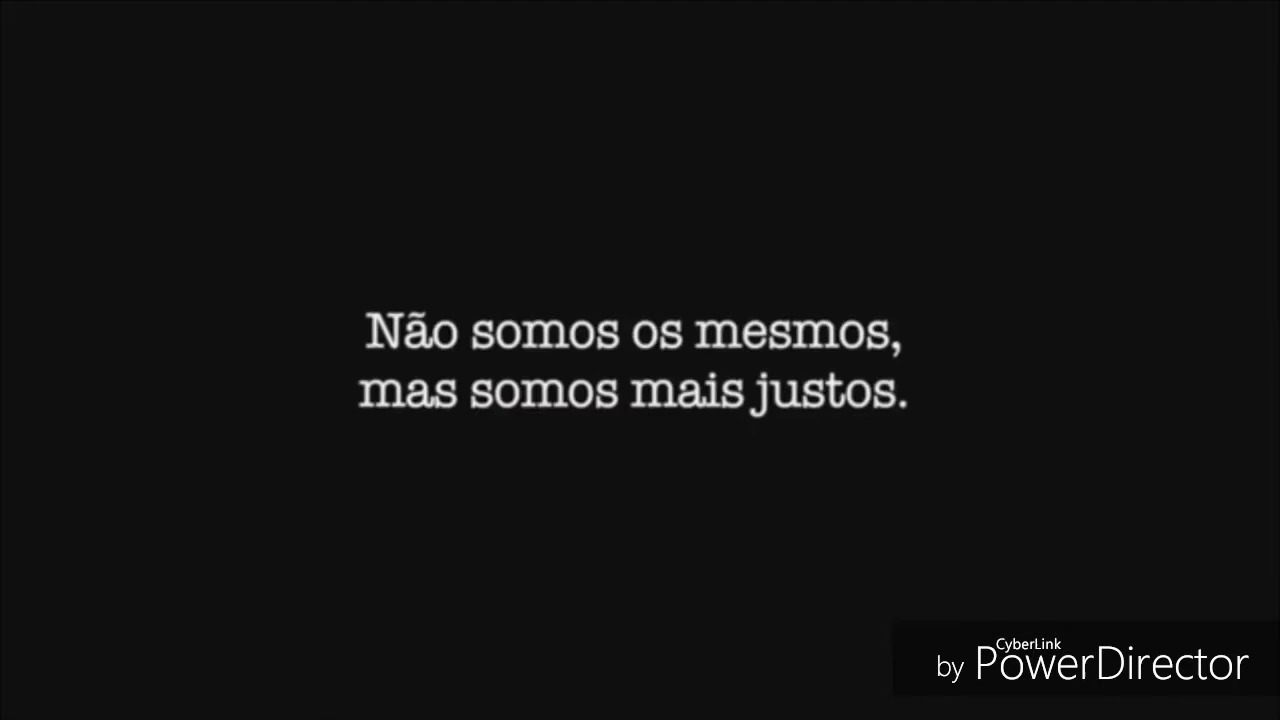 Não somos os mesmos,
mas somos mais justos.
CyberLink
by PowerDirector